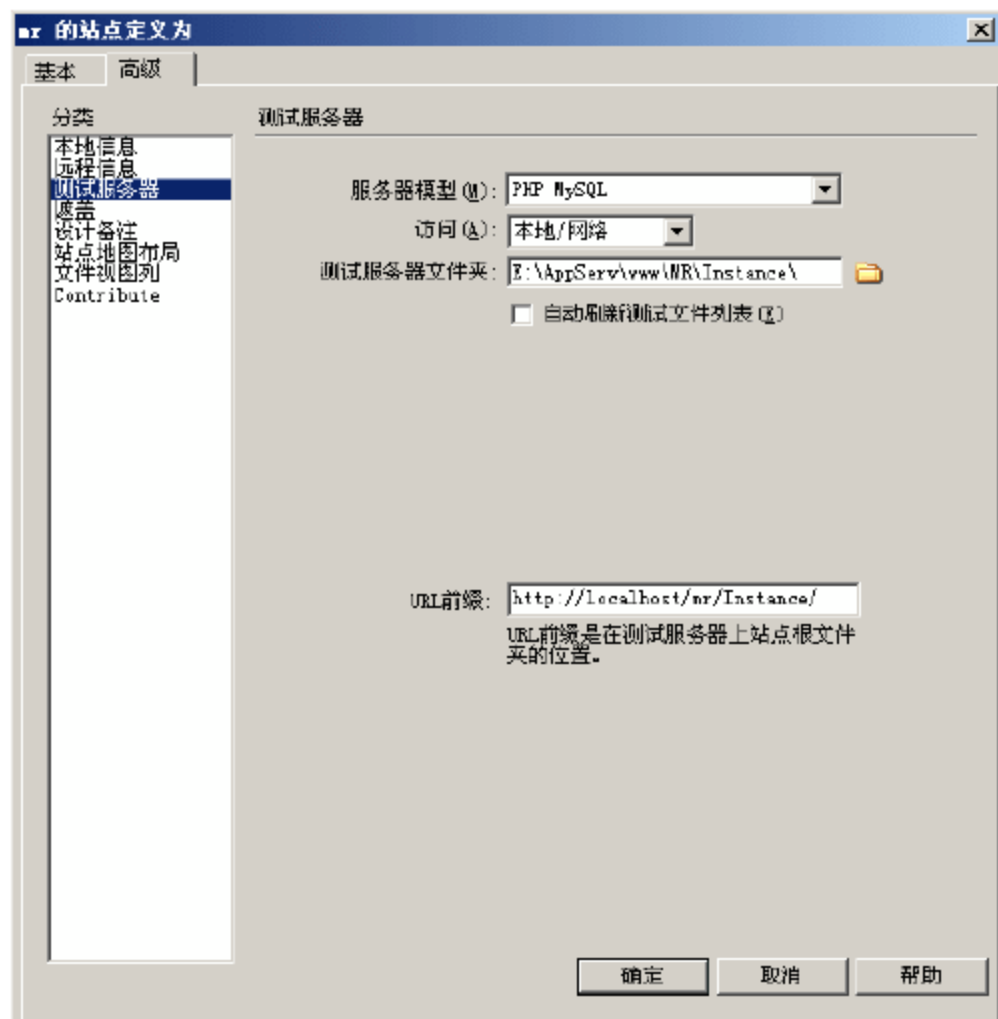 mr 的站点定义为
基本 高级
分类
本地信息
远程信息
测试服务器
遮盖
设计备注
站点地图布局
文件视图列
Contribute
测试服务器
服务器模型(M): PHP MySQL
访问(A): 本地/网络
测试服务器文件夹: E:\AppServ\www\MR\Instance\
自动刷新测试文件列表(R)
URL前缀: http://localhost/mr/Instance/
URL前缀是在测试服务器上站点根文件
夹的位置。
确定 取消 帮助